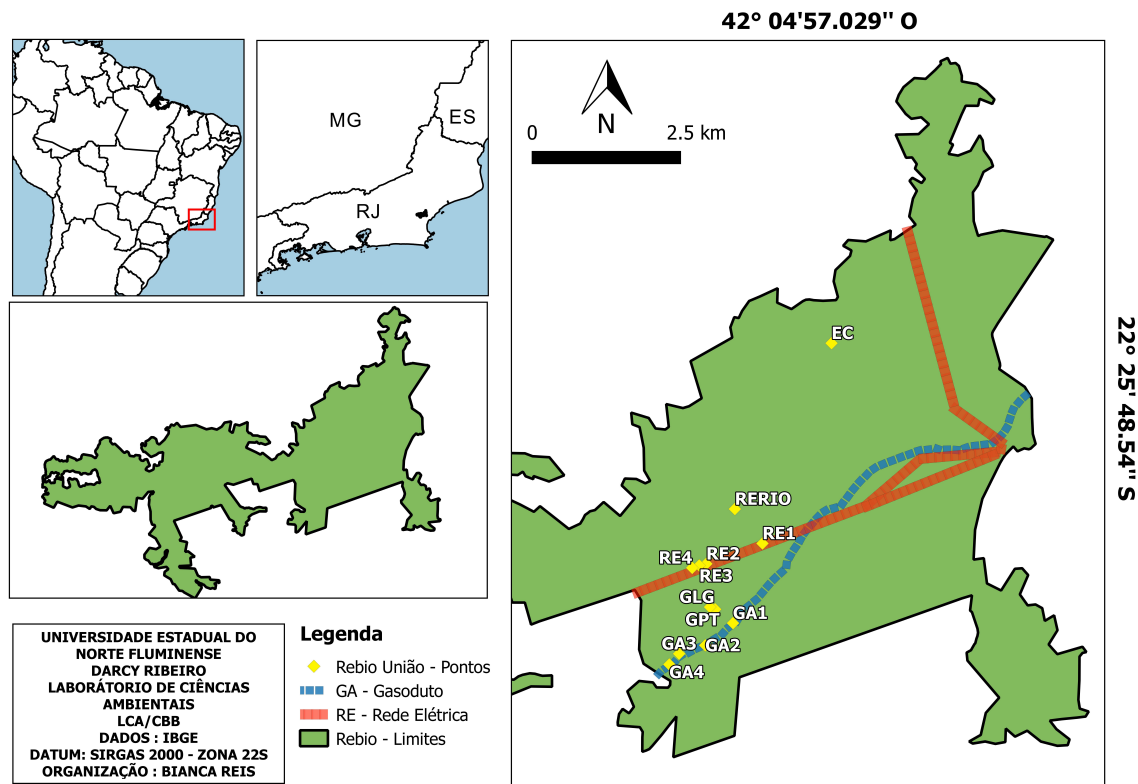 42° 04'57.029'' O
MG
ES
RJ
0
2.5 km
N
22° 25' 48.54'' S
EC
RERIO
RE1
RE2
RE4
RE3
GLG
GPT
GA1
GA3
GA2
GA4
UNIVERSIDADE ESTADUAL DO
NORTE FLUMINENSE
DARCY RIBEIRO
LABORÁTORIO DE CIÊNCIAS
AMBIENTAIS
LCA/CBB
DADOS : IBGE
DATUM: SIRGAS 2000 - ZONA 22S
ORGANIZAÇÃO : BIANCA REIS
Legenda
Rebio União - Pontos
GA - Gasoduto
RE - Rede Elétrica
Rebio - Limites